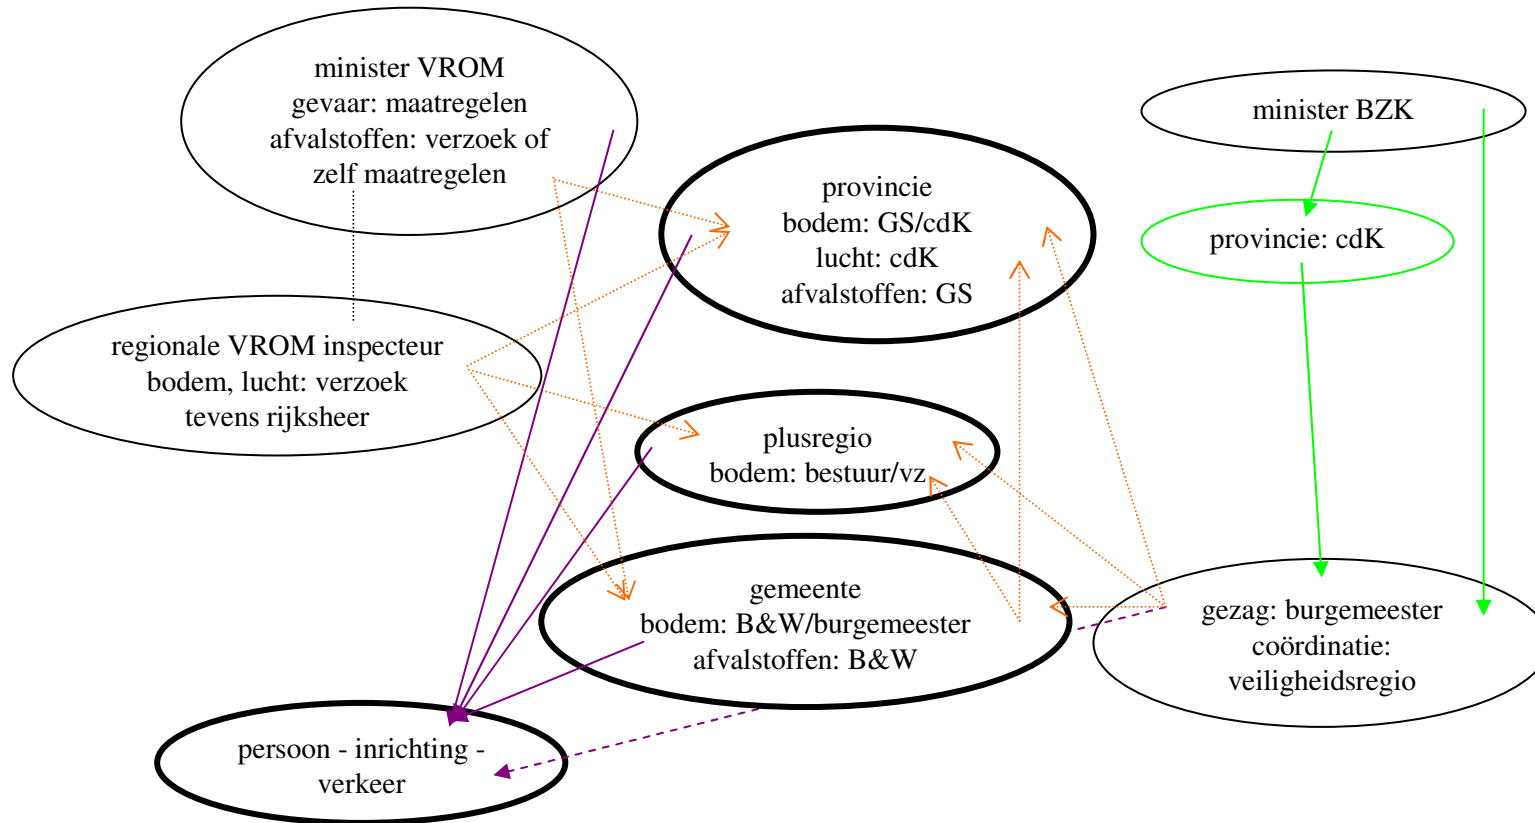 minister VROM
gevaar: maatregelen
afvalstoffen: verzoek of
zelf maatregelen
minister BZK
provincie
bodem: GS/cdK
lucht: cdK
afvalstoffen: GS
provincie: cdK
regionale VROM inspecteur
bodem, lucht: verzoek
tevens rijksheer
plusregio
bodem: bestuur/vz
gemeente
bodem: B&W/burgemeester
afvalstoffen: B&W
gezag: burgemeester
coördinatie:
veiligheidsregio
persoon - inrichting -
verkeer